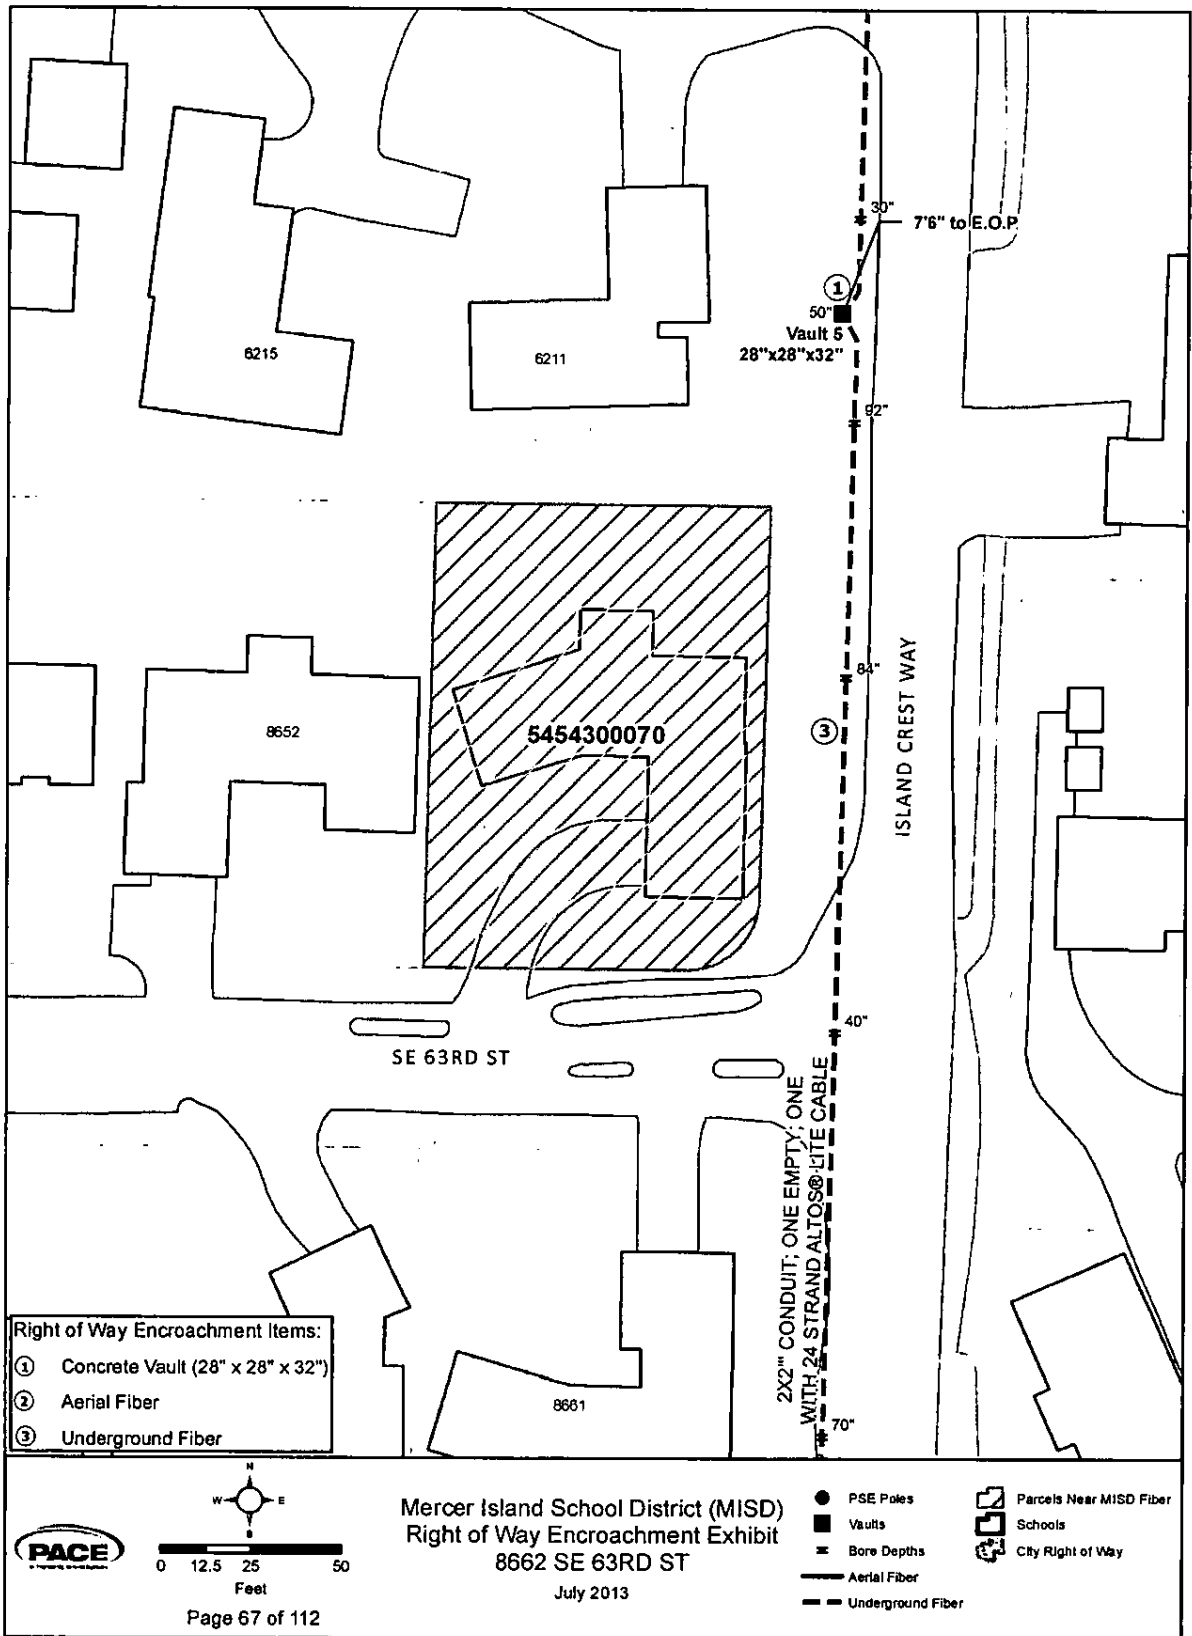 30"
7'6" to E.O.P.
①
50"
Vault 5
28"x28"x32"
92"
6215
6211
84"
5454300070
8652
③
ISLAND CREST WAY
40"
SE 63RD ST
2X2" CONDUIT; ONE EMPTY; ONE
WITH 24 STRAND ALTOS® LITE CABLE
8661
70"
Right of Way Encroachment Items:
① Concrete Vault (28" x 28" x 32")
② Aerial Fiber
③ Underground Fiber
N
W E
S
PACE
0 12.5 25 50
Feet
Page 67 of 112
Mercer Island School District (MISD)
Right of Way Encroachment Exhibit
8662 SE 63RD ST
July 2013
PSE Poles
Vaults
Bore Depths
Aerial Fiber
Underground Fiber
Parcels Near MISD Fiber
Schools
City Right of Way